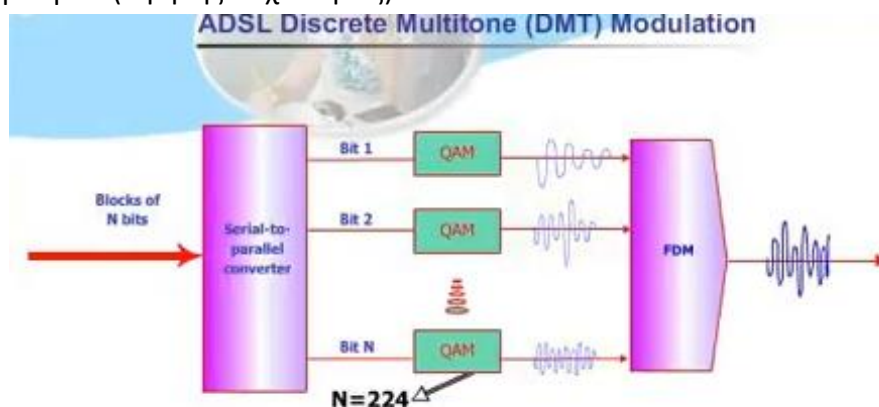 ADSL Discrete Multitone (DMT) Modulation
Bit 1
QAM
Blocks of
N bits
Bit 2
QAM
Serial-to-
parallel
converter
FDM
Bit N
QAM
N=224